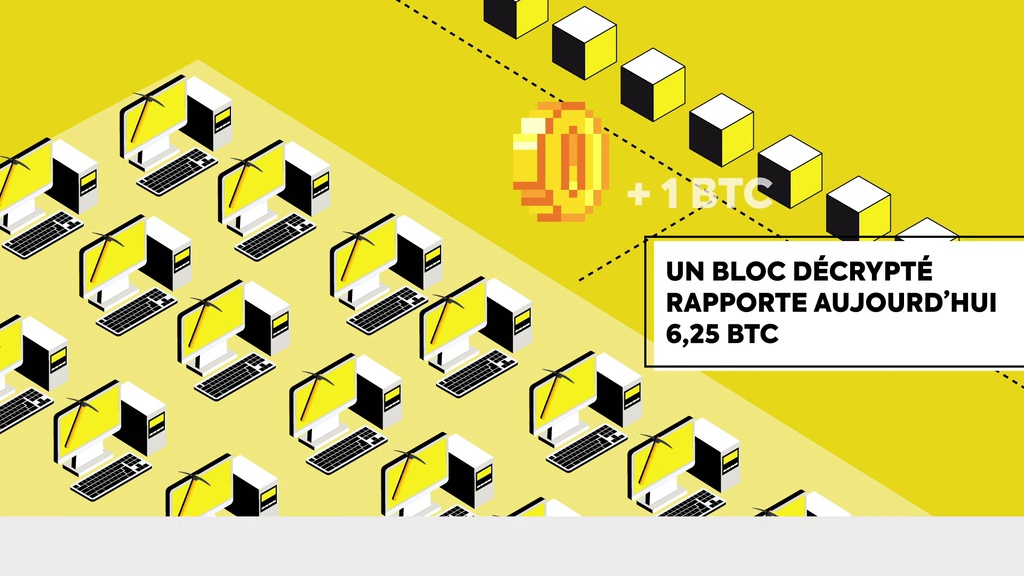 + 1 BTC
UN BLOC DÉCRYPTÉ
RAPPORTE AUJOURD’HUI
6,25 BTC